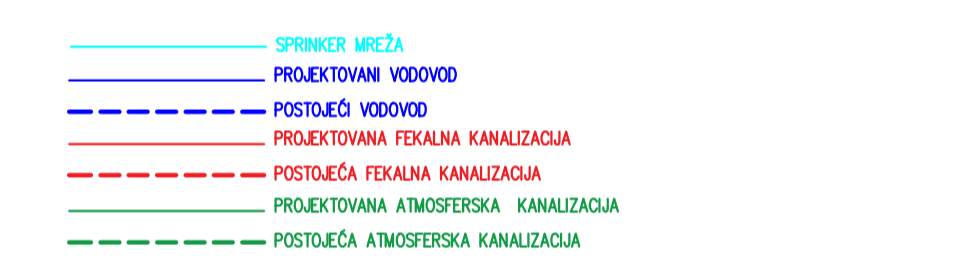 SPRINKER MREŽA
PROJEKTOVANI VODOVOD
POSTOJEĆI VODOVOD
PROJEKTOVANA FEKALNA KANALIZACIJA
POSTOJEĆA FEKALNA KANALIZACIJA
PROJEKTOVANA ATMOSFERSKA KANALIZACIJA
POSTOJEĆA ATMOSFERSKA KANALIZACIJA